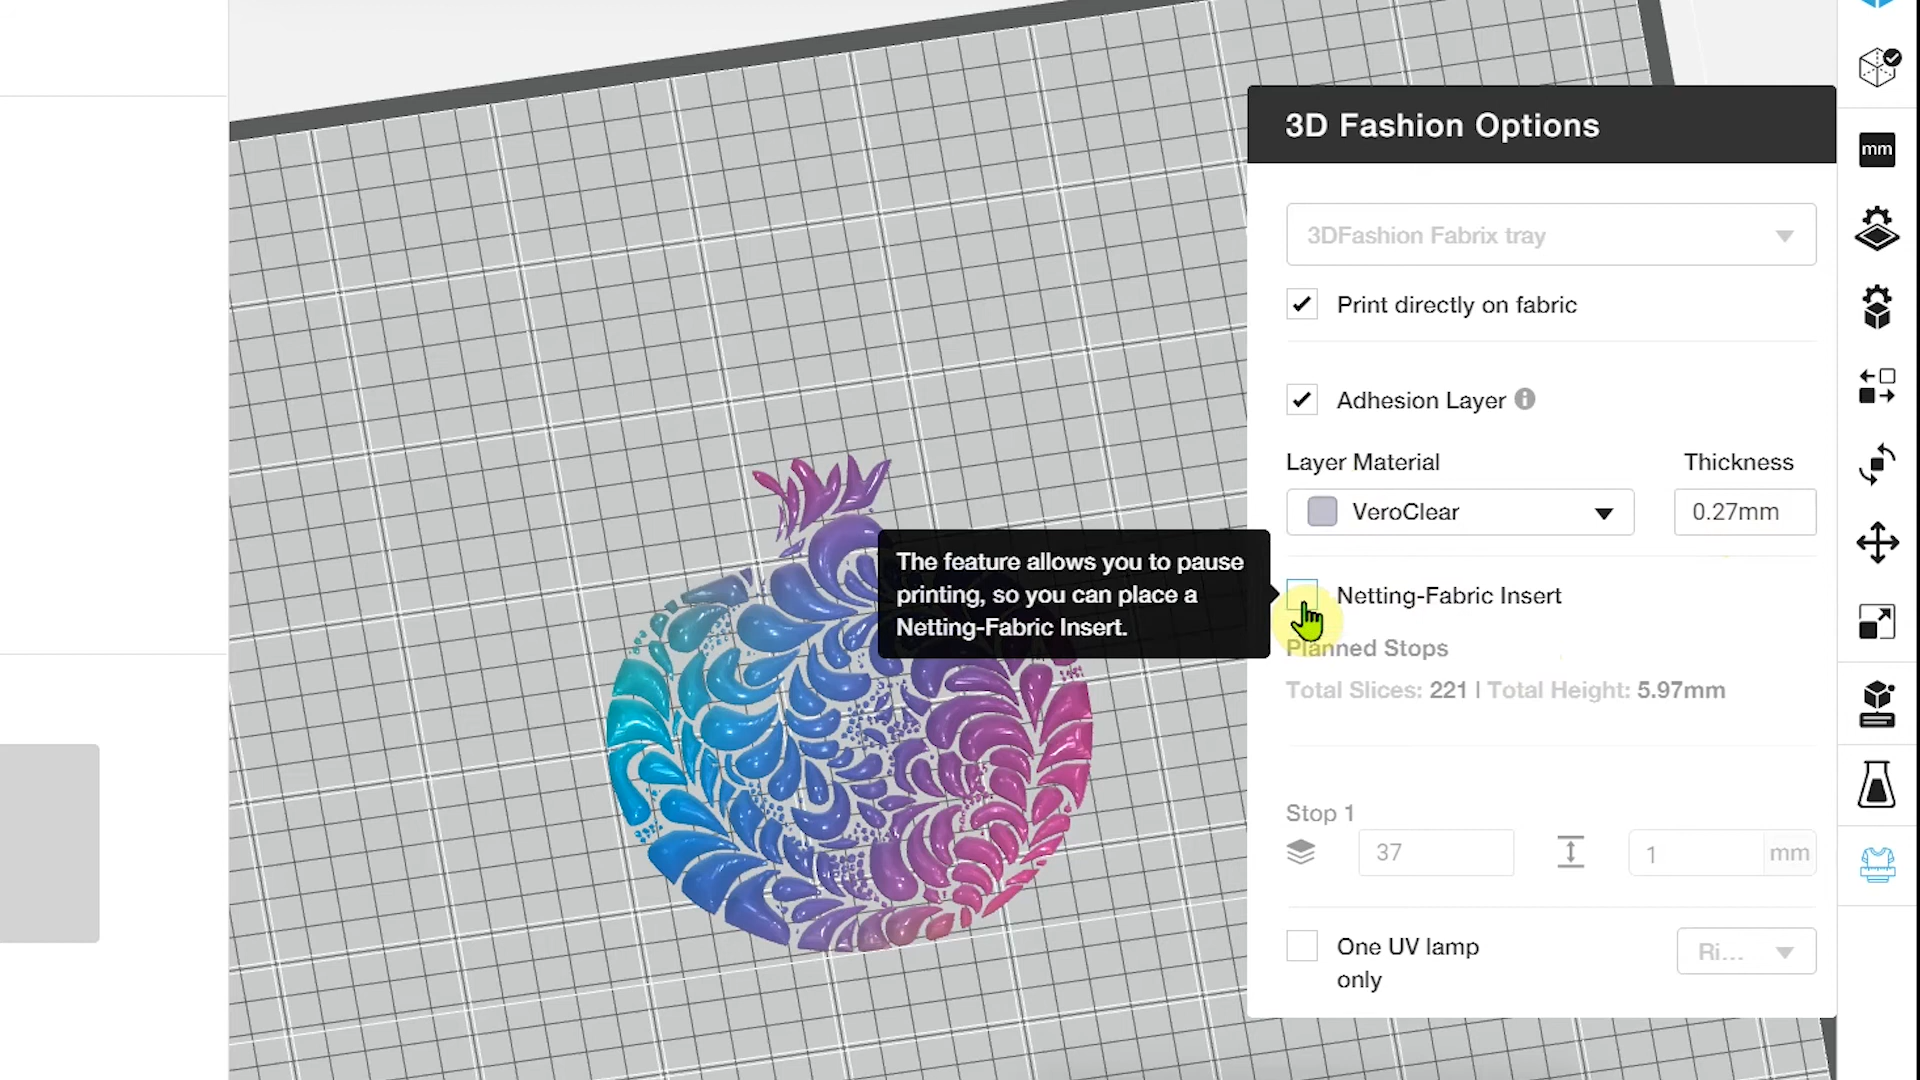 3D Fashion Options
mm
3DFashion Fabrix tray
Print directly on fabric
Adhesion Layer
Layer Material
Thickness
VeroClear
0.27mm
The feature allows you to pause
printing, so you can place a
Netting-Fabric Insert.
Netting-Fabric Insert
Planned Stops
Total Slices: 221 | Total Height: 5.97mm
Stop 1
37
1
mm
One UV lamp
only
Ri...